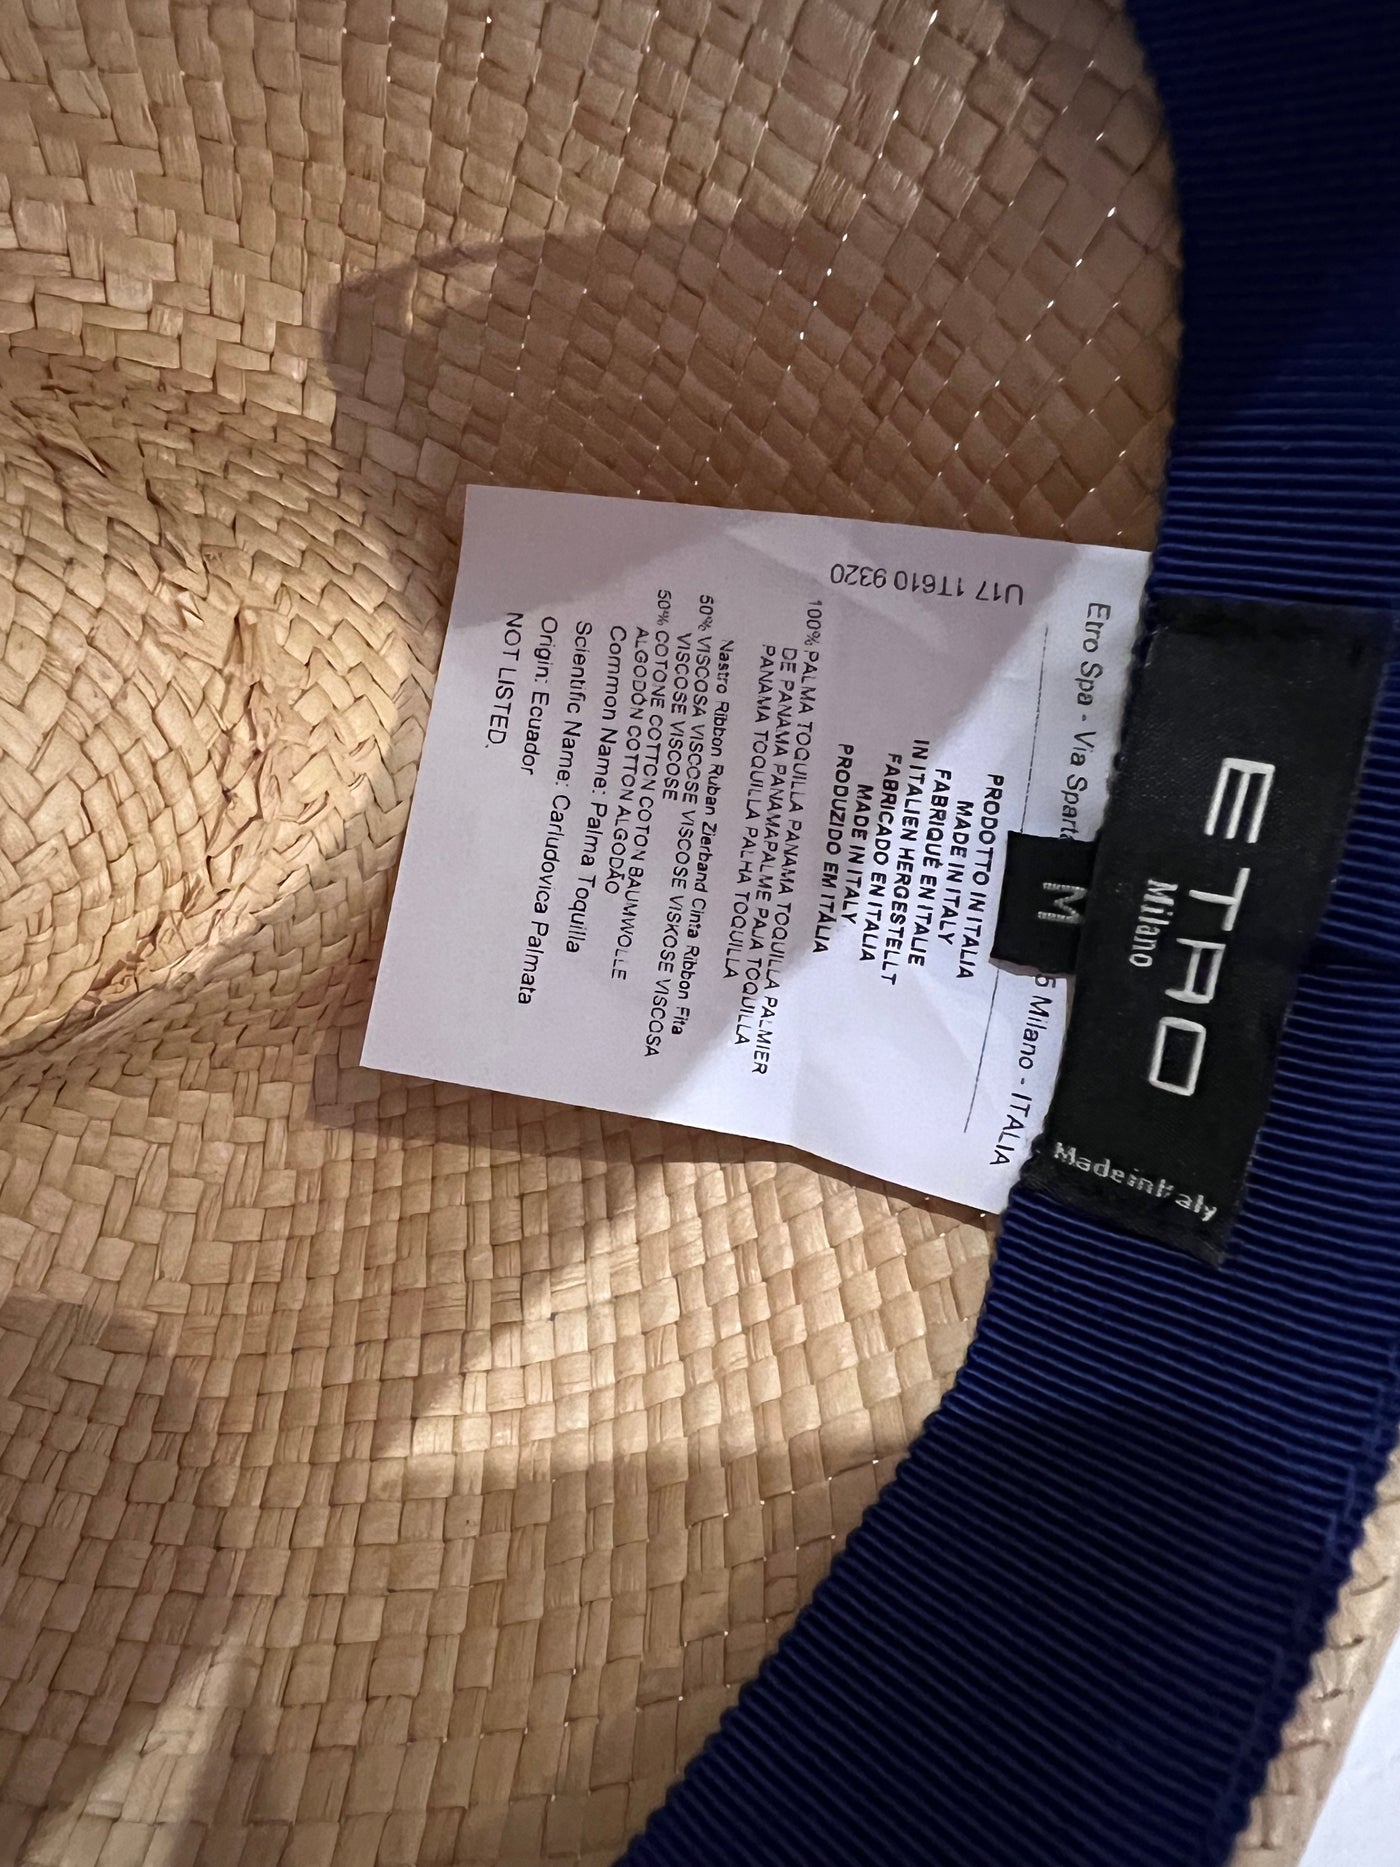 ETRO
Milano
Made in Italy
M
Etro Spa - Via Sparta
5 Milano - ITALIA
U17 1T610 9320
PRODOTTO IN ITALIA
MADE IN ITALY
FABRIQUÉ EN ITALIE
IN ITALIEN HERGESTELLT
FABRICADO EN ITALIA
MADE IN ITALY
PRODUZIDO EM ITÁLIA
100% PALMA TOQUILLA PANAMA TOQUILLA PALMIER
DE PANAMA PANAMAPALME PAJA TOQUILLA
PANAMA TOQUILLA PALHA TOQUILLA
Nastro Ribbon Ruban Zierband Cinta Ribbon Fita
50% VISCOSA VISCOSE VISCOSE VISKOSE VISCOSA
VISCOSE VISCOSE
50% COTONE COTTON COTON BAUMWOLLE
ALGODÓN COTTON ALGODÃO
Common Name: Palma Toquilla
Scientific Name: Carludovica Palmata
Origin: Ecuador
NOT LISTED.